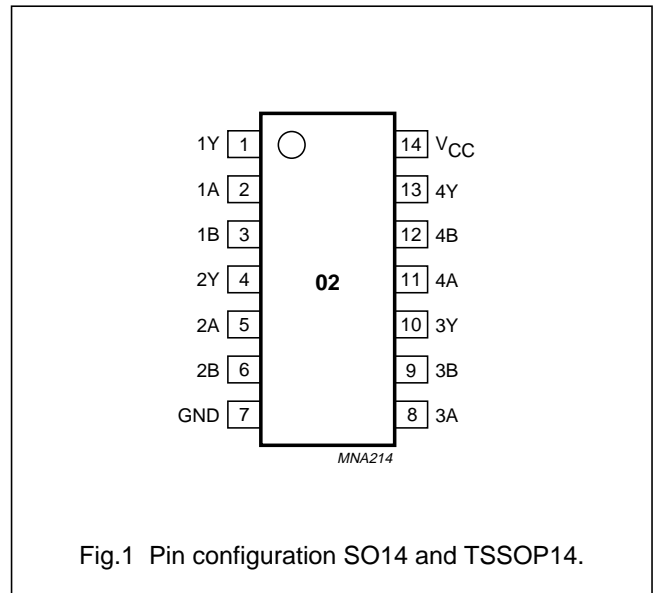 1Y 1 14 VCC
1A 2 13 4Y
1B 3 12 4B
2Y 4 02 11 4A
2A 5 10 3Y
2B 6 9 3B
GND 7 8 3A
MNA214
Fig.1 Pin configuration SO14 and TSSOP14.